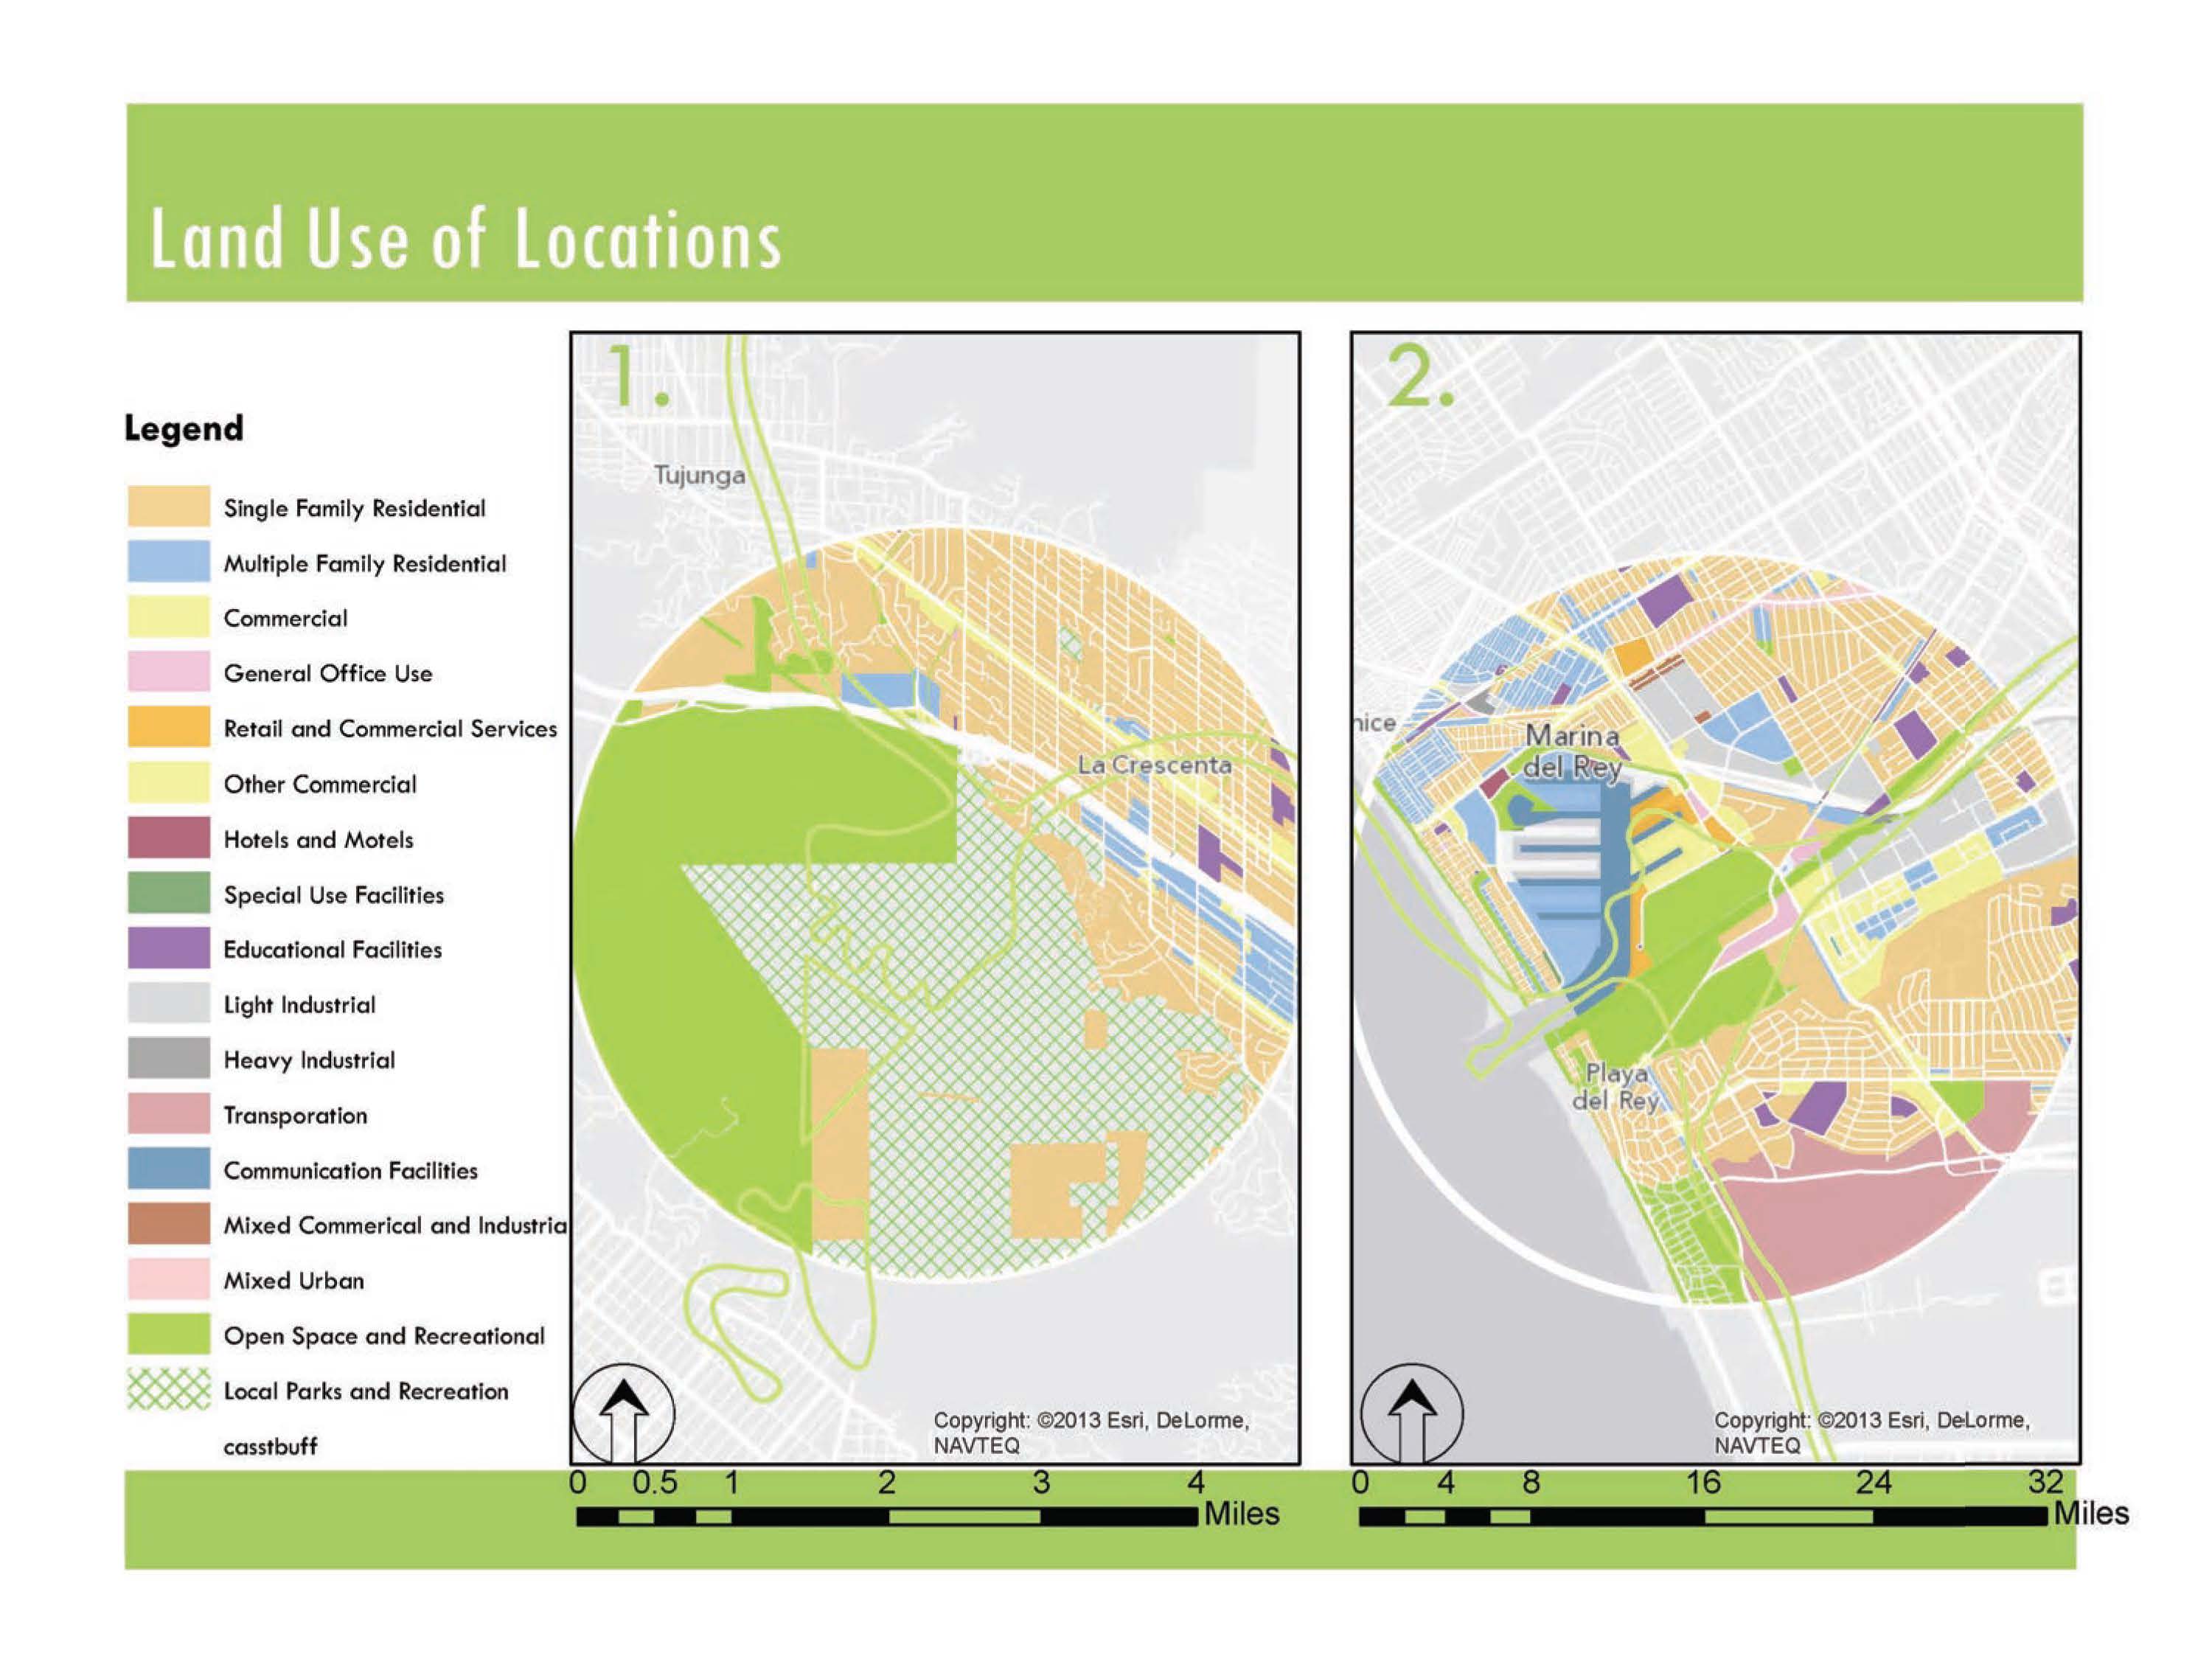 Land Use of Locations
Legend
Single Family Residential
Multiple Family Residential
Commercial
General Office Use
Retail and Commercial Services
Other Commercial
Hotels and Motels
Special Use Facilities
Educational Facilities
Light Industrial
Heavy Industrial
Transporation
Communication Facilities
Mixed Commerical and Industria
Mixed Urban
Open Space and Recreational
Local Parks and Recreation
casstbuff
1.
Tujunga
La Crescenta
Copyright: ©2013 Esri, DeLorme,
NAVTEQ
0 0.5 1 2 3 4
Miles
2.
nice
Marina
del Rey
Playa
del Rey
Copyright: ©2013 Esri, DeLorme,
NAVTEQ
0 4 8 16 24 32
Miles